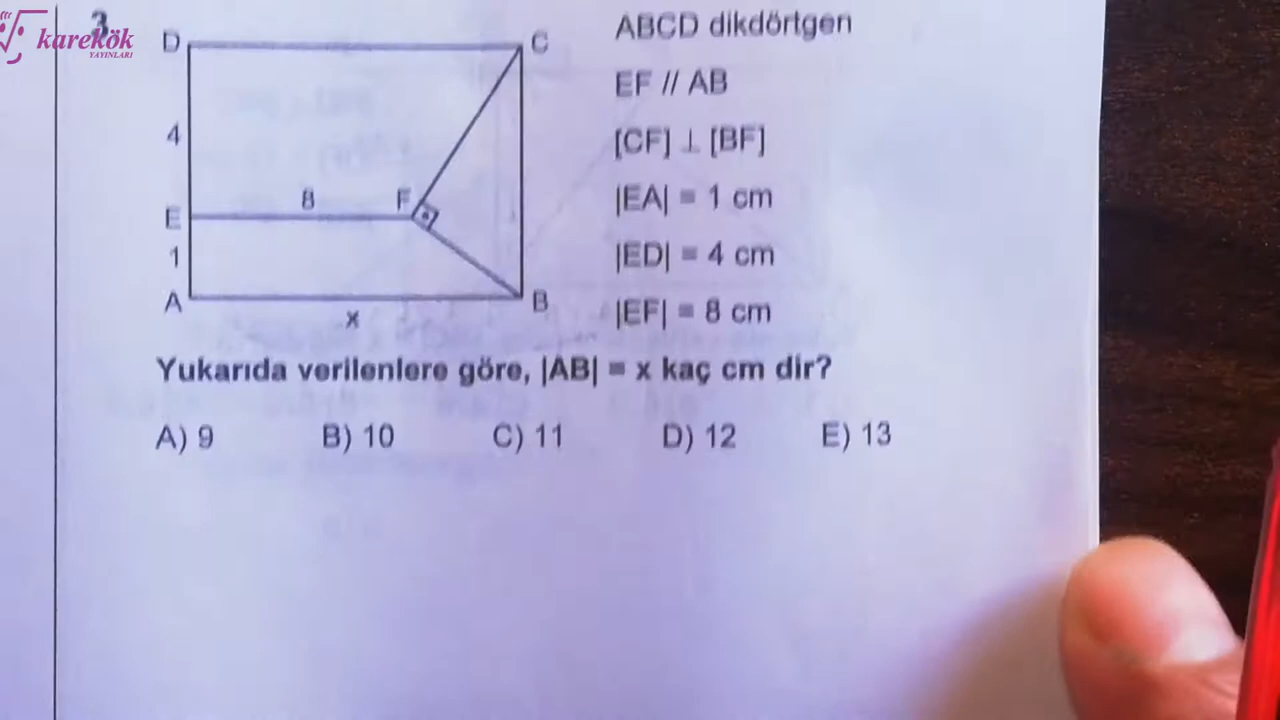 3.
karekök
YAYINLARI
D
C
4
8
F
E
1
A
B
x
ABCD dikdörtgen
EF // AB
[CF] ⊥ [BF]
|EA| = 1 cm
|ED| = 4 cm
|EF| = 8 cm
Yukarıda verilenlere göre, |AB| = x kaç cm dir?
A) 9 B) 10 C) 11 D) 12 E) 13